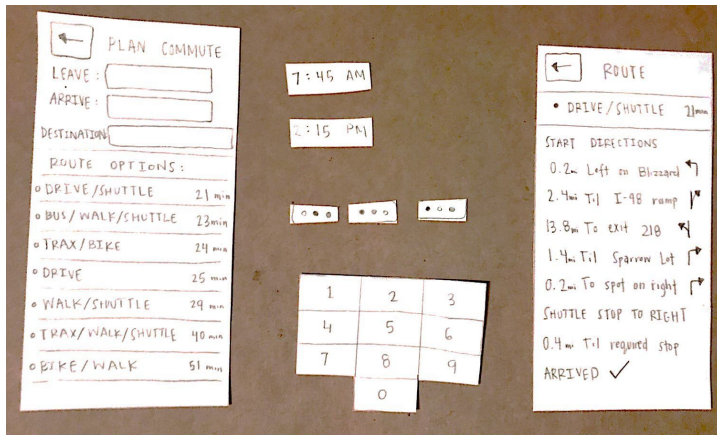 PLAN COMMUTE
LEAVE:
ARRIVE:
DESTINATION
ROUTE OPTIONS:
DRIVE/SHUTTLE 21 min
BUS/WALK/SHUTTLE 23 min
TRAX/BIKE 24 min
DRIVE 25 min
WALK/SHUTTLE 29 min
TRAX/WALK/SHUTTLE 40 min
BIKE/WALK 51 min
7:45 AM
2:15 PM
1 2 3
4 5 6
7 8 9
0
ROUTE
DRIVE/SHUTTLE 21min
START DIRECTIONS
0.2mi Left on Blizzard
2.4mi Til I-98 ramp
13.8mi To exit 218
1.4mi Til Sparrow Lot
0.2mi To spot on right
SHUTTLE STOP TO RIGHT
0.4mi Til required stop
ARRIVED